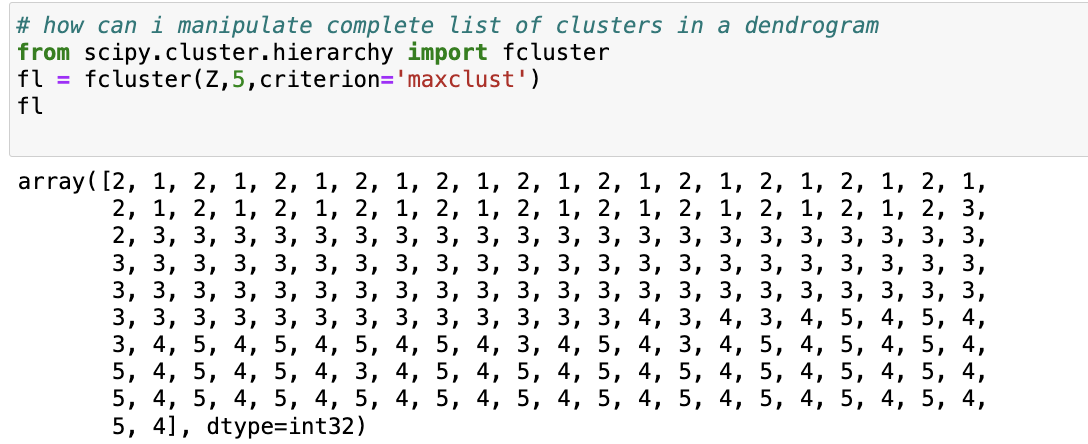 # how can i manipulate complete list of clusters in a dendrogram
from scipy.cluster.hierarchy import fcluster
fl = fcluster(Z,5,criterion='maxclust')
fl
array([2, 1, 2, 1, 2, 1, 2, 1, 2, 1, 2, 1, 2, 1, 2, 1, 2, 1, 2, 1, 2, 1,
2, 1, 2, 1, 2, 1, 2, 1, 2, 1, 2, 1, 2, 1, 2, 1, 2, 1, 2, 1, 2, 3,
2, 3, 3, 3, 3, 3, 3, 3, 3, 3, 3, 3, 3, 3, 3, 3, 3, 3, 3, 3, 3, 3,
3, 3, 3, 3, 3, 3, 3, 3, 3, 3, 3, 3, 3, 3, 3, 3, 3, 3, 3, 3, 3, 3,
3, 3, 3, 3, 3, 3, 3, 3, 3, 3, 3, 3, 3, 3, 3, 3, 3, 3, 3, 3, 3, 3,
3, 3, 3, 3, 3, 3, 3, 3, 3, 3, 3, 3, 3, 4, 3, 4, 3, 4, 5, 4, 5, 4,
3, 4, 5, 4, 5, 4, 5, 4, 5, 4, 3, 4, 5, 4, 3, 4, 5, 4, 5, 4, 5, 4,
5, 4, 5, 4, 5, 4, 3, 4, 5, 4, 5, 4, 5, 4, 5, 4, 5, 4, 5, 4, 5, 4,
5, 4, 5, 4, 5, 4, 5, 4, 5, 4, 5, 4, 5, 4, 5, 4, 5, 4, 5, 4, 5, 4,
5, 4], dtype=int32)